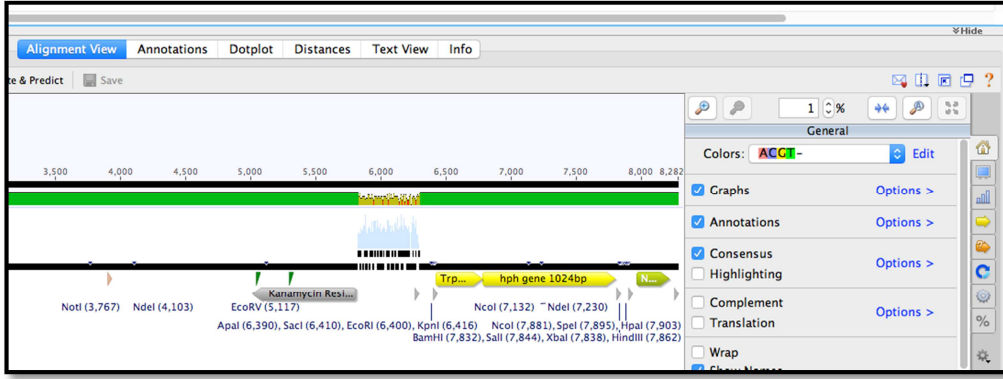 Hide
Alignment View Annotations Dotplot Distances Text View Info
te & Predict Save
1 %
General
Colors: ACGT- Edit
3,500 4,000 4,500 5,000 5,500 6,000 6,500 7,000 7,500 8,000 8,282
Graphs Options >
Annotations Options >
Consensus
Highlighting
Options >
Complement
Translation
Options >
Wrap
Show Names
Trp... hph gene 1024bp N...
Kanamycin Resi...
NotI (3,767) NdeI (4,103) EcoRV (5,117) NcoI (7,132) NdeI (7,230)
ApaI (6,390), SacI (6,410), EcoRI (6,400), KpnI (6,416) NcoI (7,881), SpeI (7,895), HpaI (7,903)
BamHI (7,832), SalI (7,844), XbaI (7,838), HindIII (7,862)
%